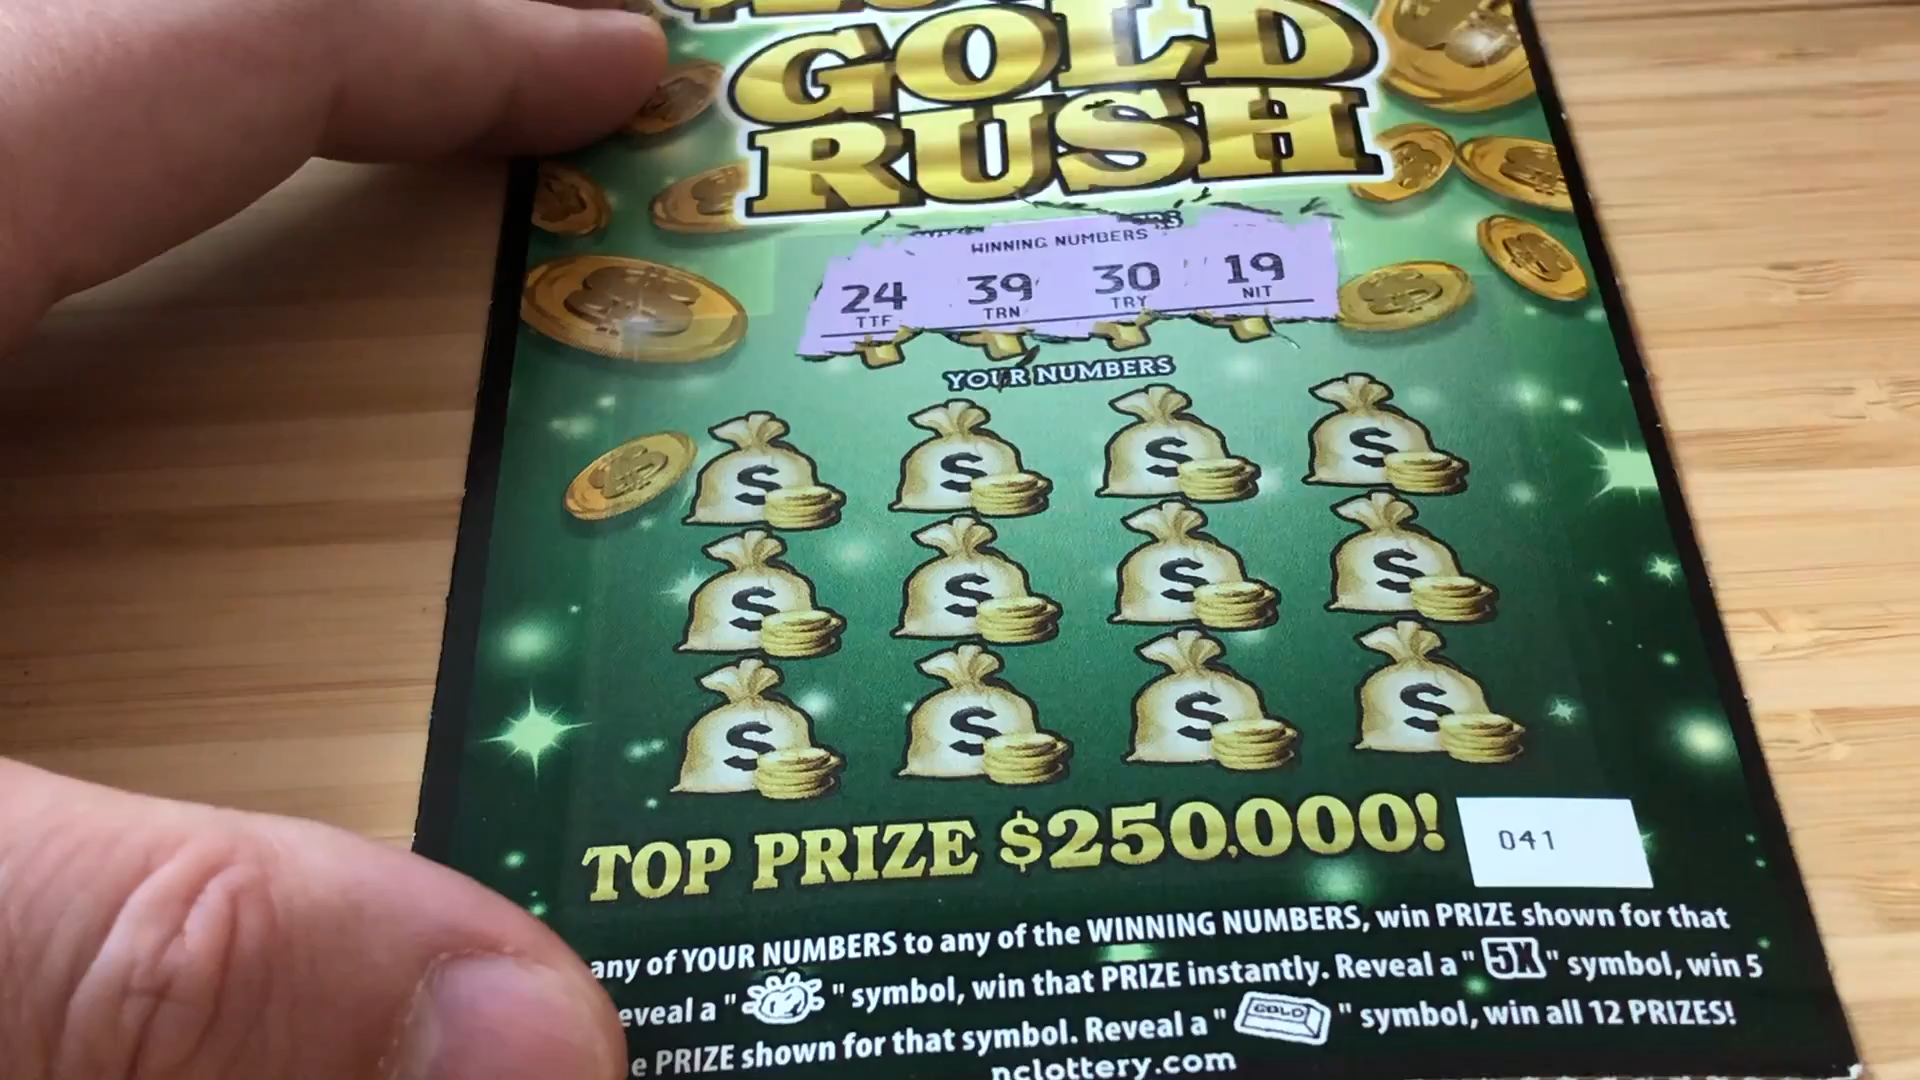 GOLD
RUSH
WINNING NUMBERS
24 39 30 19
TTF TRN TRY NIT
YOUR NUMBERS
$ $ $ $
$ $ $ $
$ $ $ $
TOP PRIZE $250,000!
041
any of YOUR NUMBERS to any of the WINNING NUMBERS, win PRIZE shown for that
eveal a " " symbol, win that PRIZE instantly. Reveal a "5X" symbol, win 5
e PRIZE shown for that symbol. Reveal a "GOLD" symbol, win all 12 PRIZES!
nclottery.com